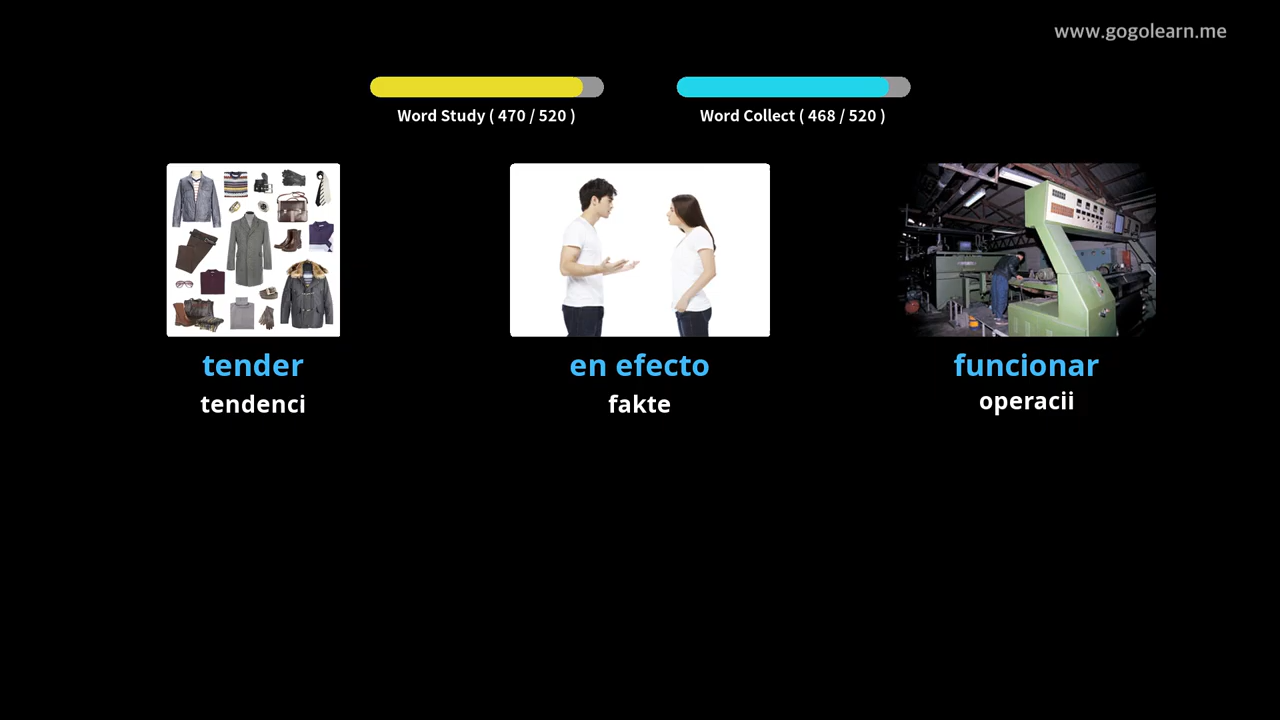 www.gogolearn.me
Word Study ( 470 / 520 )
Word Collect ( 468 / 520 )
tender
en efecto
funcionar
tendenci
fakte
operacii